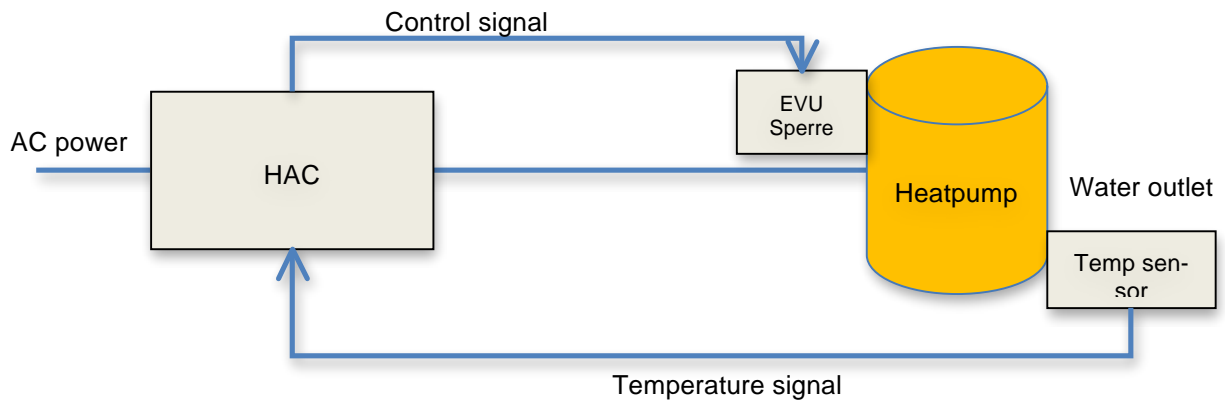 Control signal
EVU
Sperre
AC power
HAC
Heatpump
Water outlet
Temp sen-
sor
Temperature signal